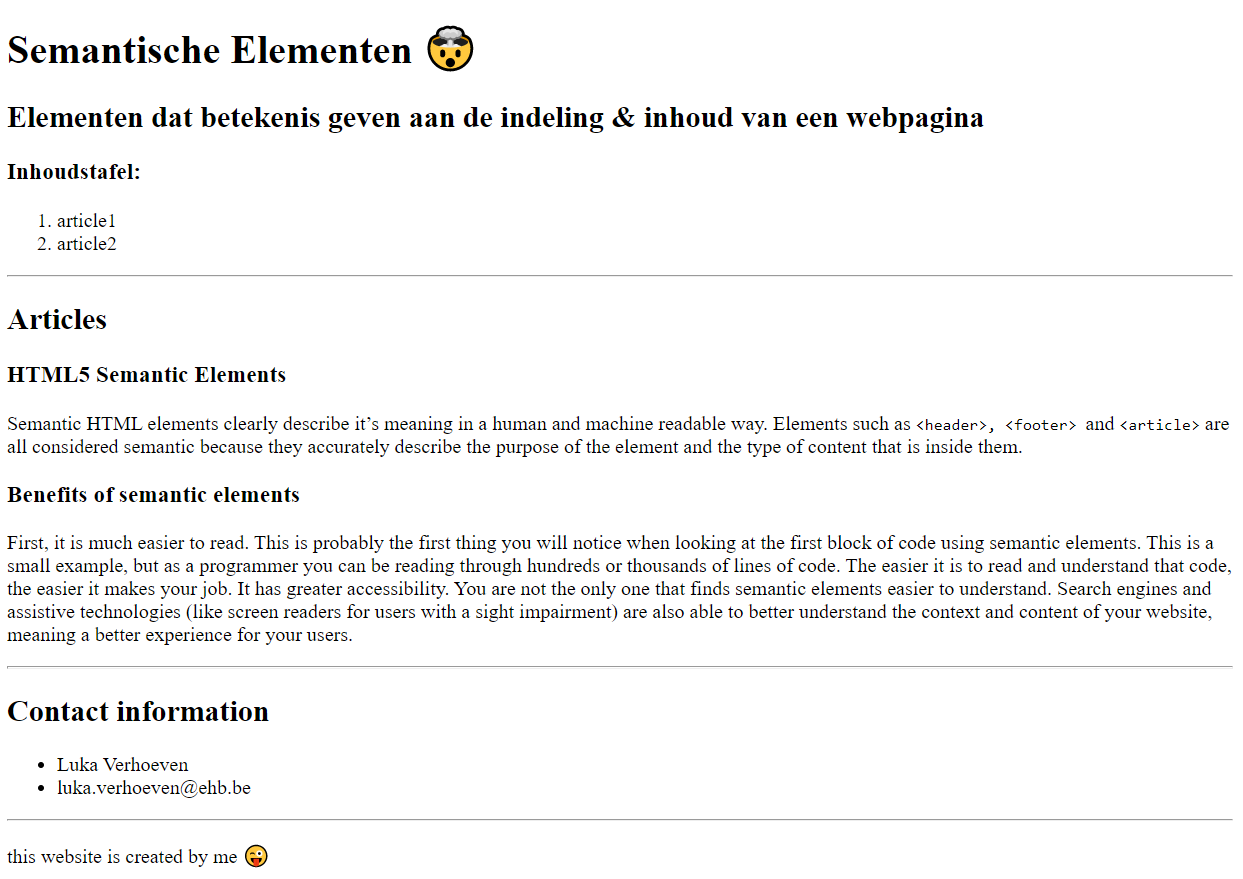 Semantische Elementen 🤯
Elementen dat betekenis geven aan de indeling & inhoud van een webpagina
Inhoudstafel:
1. article1
2. article2
Articles
HTML5 Semantic Elements
Semantic HTML elements clearly describe it’s meaning in a human and machine readable way. Elements such as <header>, <footer> and <article> are
all considered semantic because they accurately describe the purpose of the element and the type of content that is inside them.
Benefits of semantic elements
First, it is much easier to read. This is probably the first thing you will notice when looking at the first block of code using semantic elements. This is a
small example, but as a programmer you can be reading through hundreds or thousands of lines of code. The easier it is to read and understand that code,
the easier it makes your job. It has greater accessibility. You are not the only one that finds semantic elements easier to understand. Search engines and
assistive technologies (like screen readers for users with a sight impairment) are also able to better understand the context and content of your website,
meaning a better experience for your users.
Contact information
• Luka Verhoeven
• luka.verhoeven@ehb.be
this website is created by me 😜